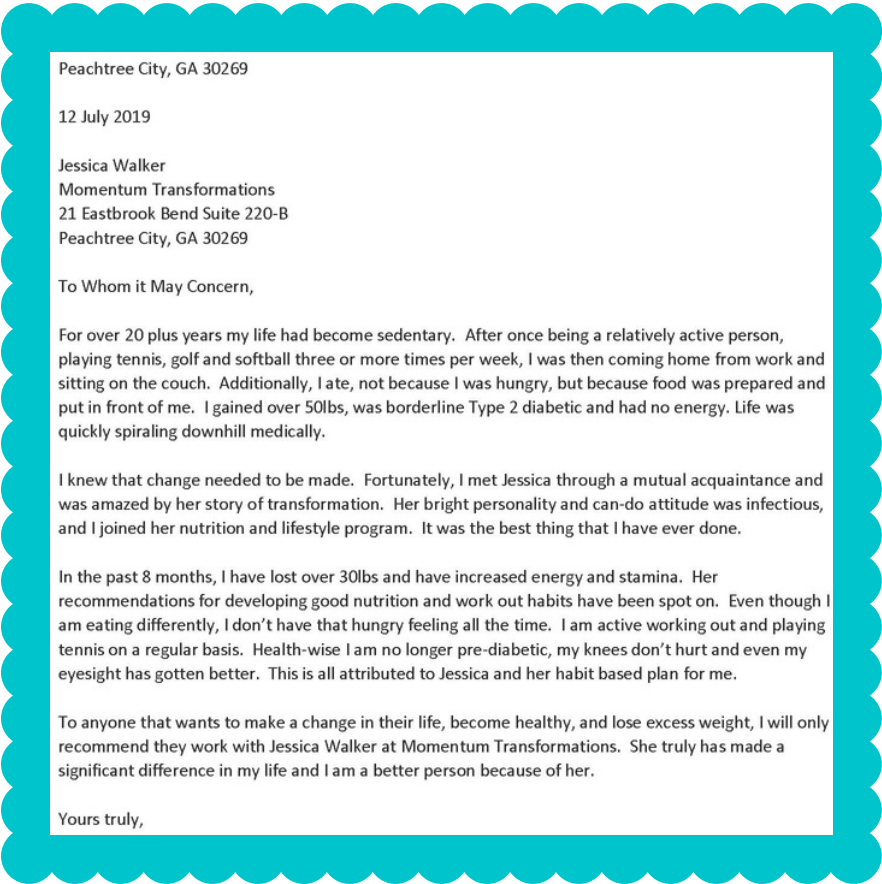 Peachtree City, GA 30269
12 July 2019
Jessica Walker
Momentum Transformations
21 Eastbrook Bend Suite 220-B
Peachtree City, GA 30269
To Whom it May Concern,
For over 20 plus years my life had become sedentary.  After once being a relatively active person,
playing tennis, golf and softball three or more times per week, I was then coming home from work and
sitting on the couch.  Additionally, I ate, not because I was hungry, but because food was prepared and
put in front of me.  I gained over 50lbs, was borderline Type 2 diabetic and had no energy. Life was
quickly spiraling downhill medically.
I knew that change needed to be made.  Fortunately, I met Jessica through a mutual acquaintance and
was amazed by her story of transformation.  Her bright personality and can-do attitude was infectious,
and I joined her nutrition and lifestyle program.  It was the best thing that I have ever done.
In the past 8 months, I have lost over 30lbs and have increased energy and stamina.  Her
recommendations for developing good nutrition and work out habits have been spot on.  Even though I
am eating differently, I don’t have that hungry feeling all the time.  I am active working out and playing
tennis on a regular basis.  Health-wise I am no longer pre-diabetic, my knees don’t hurt and even my
eyesight has gotten better.  This is all attributed to Jessica and her habit based plan for me.
To anyone that wants to make a change in their life, become healthy, and lose excess weight, I will only
recommend they work with Jessica Walker at Momentum Transformations.  She truly has made a
significant difference in my life and I am a better person because of her.
Yours truly,